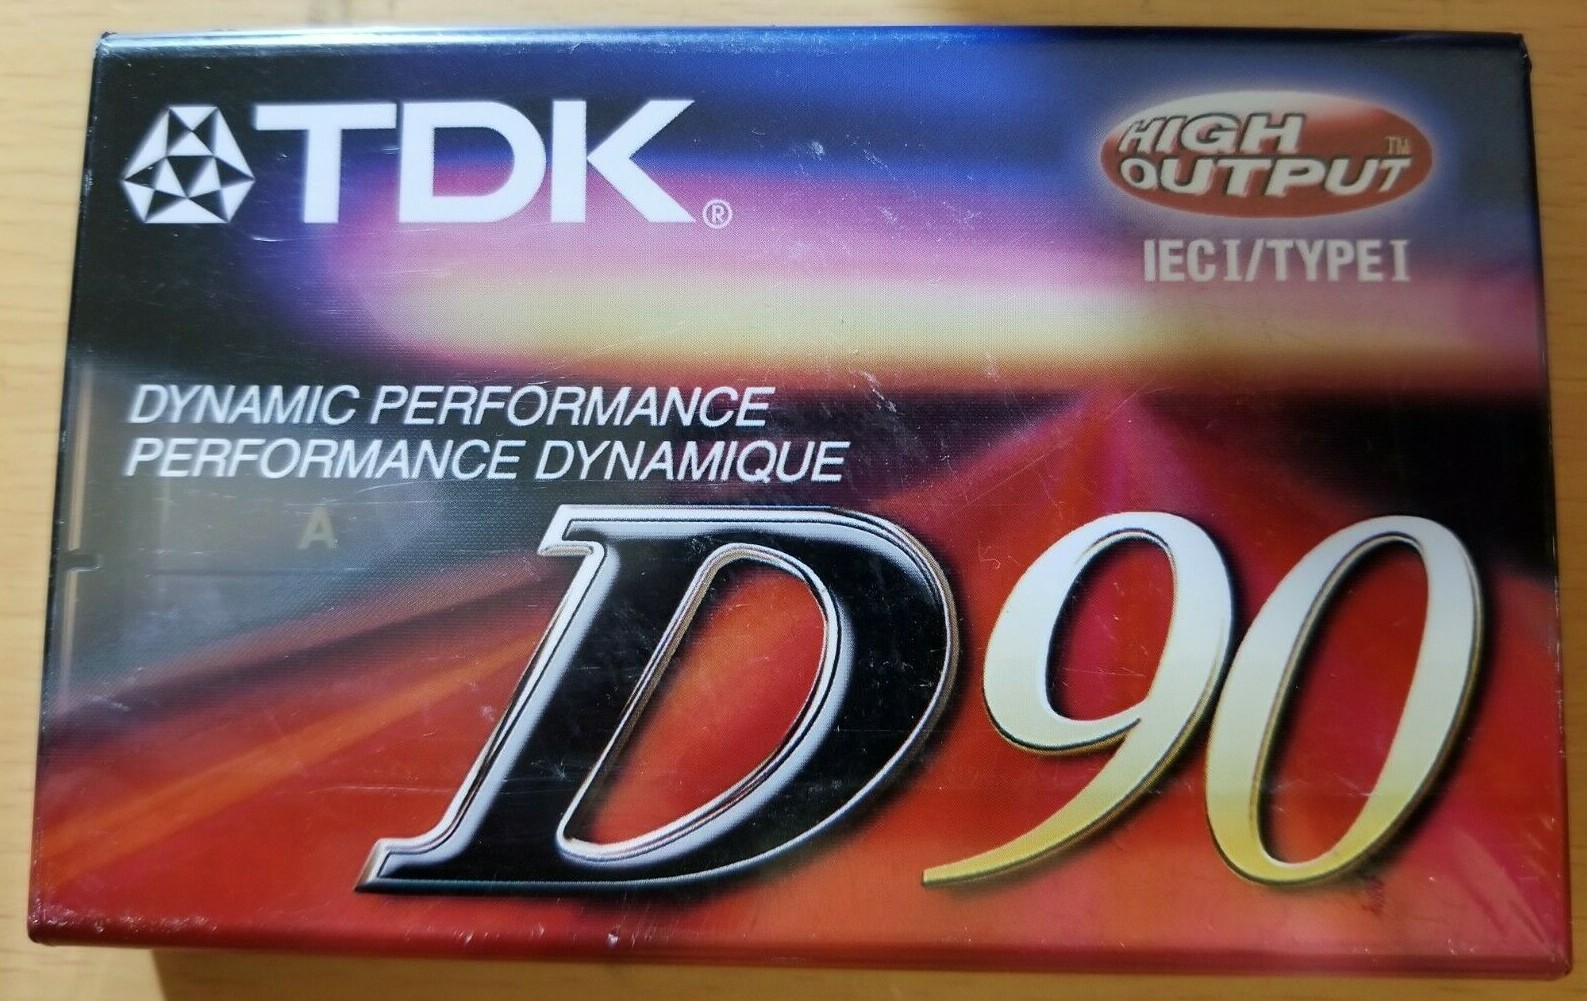 TDK®
HIGH
OUTPUT™
IEC I/TYPE I
DYNAMIC PERFORMANCE
PERFORMANCE DYNAMIQUE
A
D90